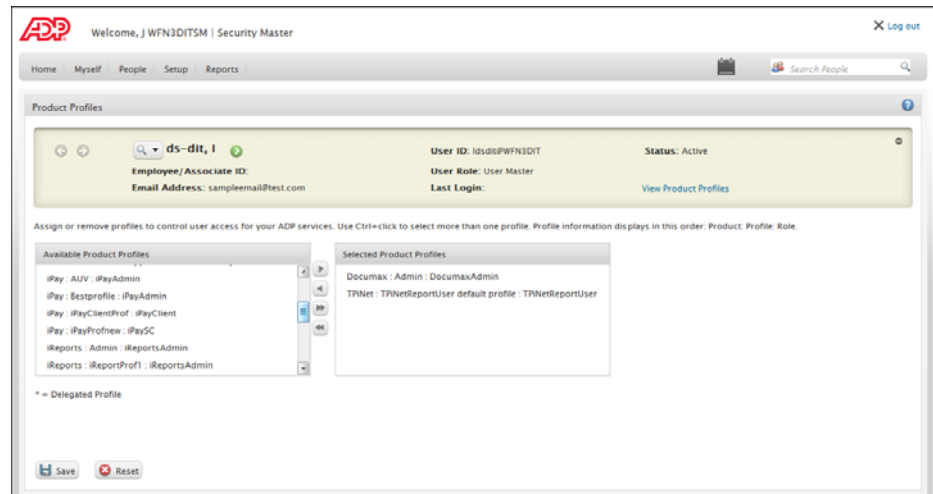 ADP
Welcome, J WFN3DITSM | Security Master
Log out
Home Myself People Setup Reports
Search People
Product Profiles
ds-dit, I
User ID: Idsdit@WFN3DIT
Status: Active
Employee/Associate ID:
User Role: User Master
Email Address: sampleemail@test.com
Last Login:
View Product Profiles
Assign or remove profiles to control user access for your ADP services. Use Ctrl+click to select more than one profile. Profile information displays in this order: Product: Profile: Role.
Available Product Profiles
iPay : AUV : iPayAdmin
iPay : Bestprofile : iPayAdmin
iPay : iPayClientProf : iPayClient
iPay : iPayProfnew : iPaySC
iReports : Admin : iReportsAdmin
iReports : iReportProf1 : iReportsAdmin
Selected Product Profiles
Documax : Admin : DocumaxAdmin
TPiNet : TPiNetReportUser default profile : TPiNetReportUser
* = Delegated Profile
Save Reset